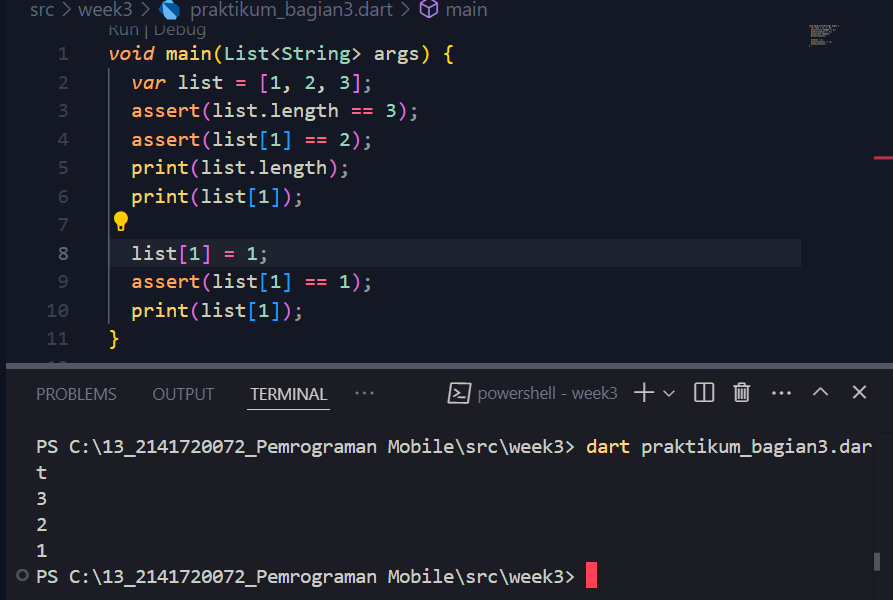 src > week3 > praktikum_bagian3.dart > main
Run | Debug
1 void main(List<String> args) {
2 var list = [1, 2, 3];
3 assert(list.length == 3);
4 assert(list[1] == 2);
5 print(list.length);
6 print(list[1]);
7
8 list[1] = 1;
9 assert(list[1] == 1);
10 print(list[1]);
11 }
PROBLEMS OUTPUT TERMINAL ··· powershell - week3
PS C:\13_2141720072_Pemrograman Mobile\src\week3> dart praktikum_bagian3.dar
t
3
2
1
PS C:\13_2141720072_Pemrograman Mobile\src\week3>